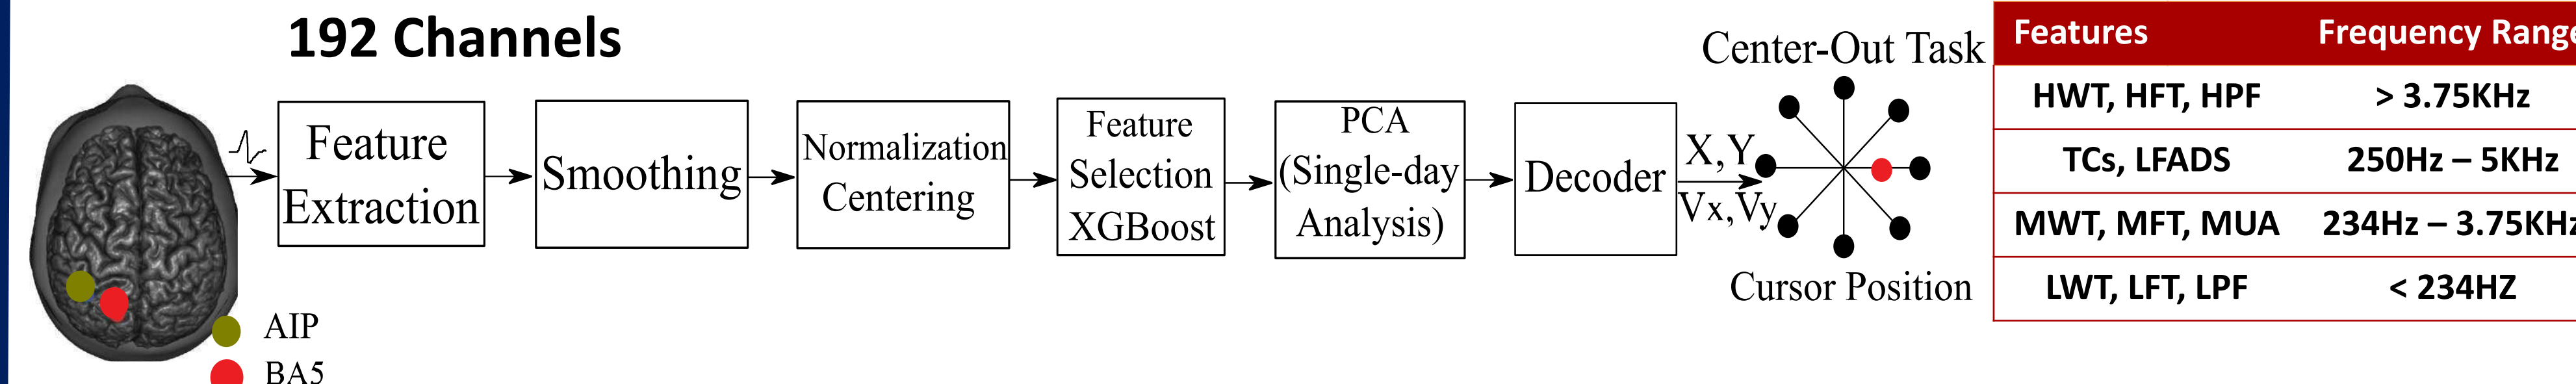 192 Channels
Feature
Extraction
Smoothing
Normalization
Centering
Feature
Selection
XGBoost
PCA
(Single-day
Analysis)
Decoder
X,Y
Vx,Vy
Center-Out Task
Cursor Position
AIP
BA5
Features Frequency Range
HWT, HFT, HPF > 3.75KHz
TCs, LFADS 250Hz – 5KHz
MWT, MFT, MUA 234Hz – 3.75KHz
LWT, LFT, LPF < 234HZ